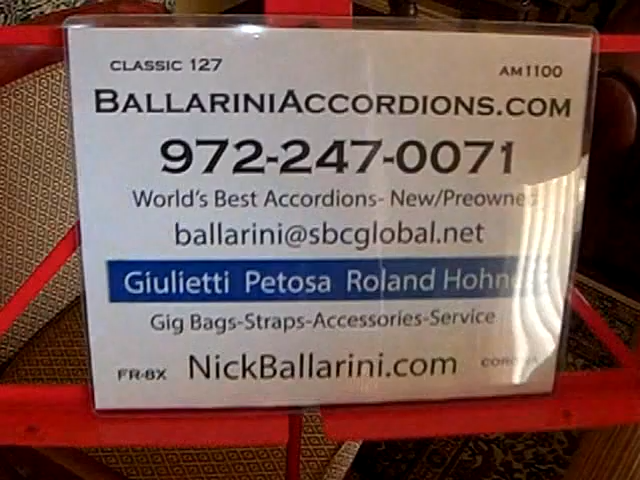 CLASSIC 127 AM1100
BALLARINIACCORDIONS.COM
972-247-0071
World's Best Accordions- New/Preowned
ballarini@sbcglobal.net
Giulietti Petosa Roland
Gig Bags-Straps-Accessories-Service
FR-8X NickBallarini.com